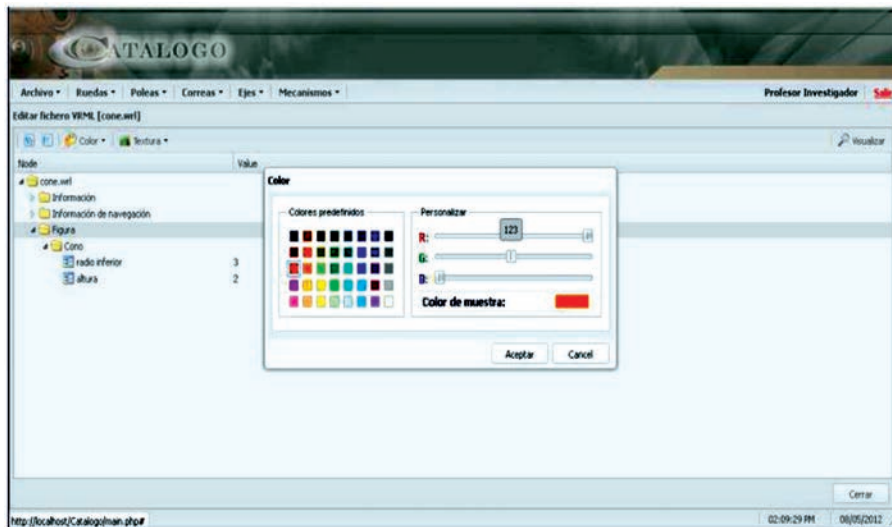 CATALOGO
Archivo Ruedas Poleas Correas Ejes Mecanismos Profesor Investigador Salir
Editar fichero VRML [cone.wrl]
Color Textura Visualizar
Node Value
cone.wrl
Información
Información de navegación
Figura
Cono
radio inferior 3
altura 2
Color
Colores predefinidos
Personalizar
123
R:
G:
B:
Color de muestra:
Aceptar Cancel
Cerrar
http://localhost/Catalogo/main.php# 02:09:29 PM 08/05/2012